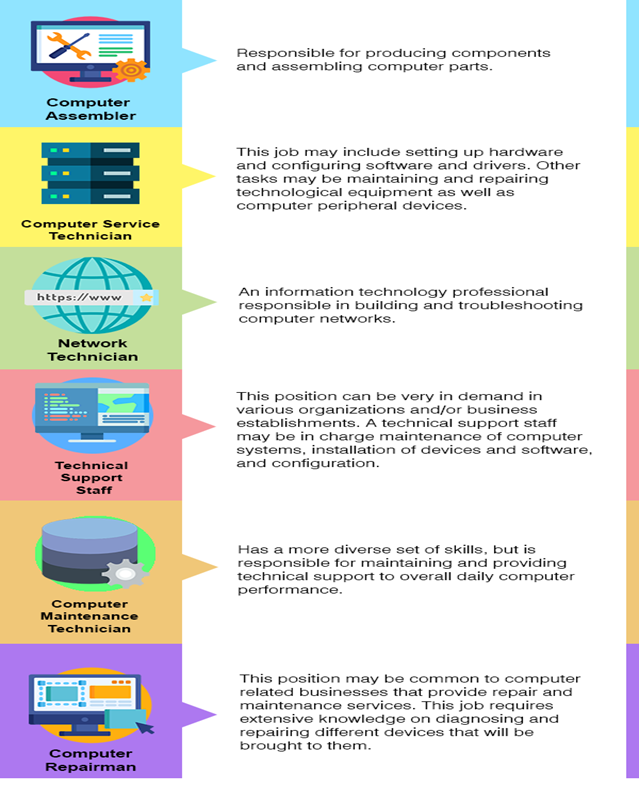 Computer
Assembler
Responsible for producing components
and assembling computer parts.
Computer Service
Technician
This job may include setting up hardware
and configuring software and drivers. Other
tasks may be maintaining and repairing
technological equipment as well as
computer peripheral devices.
https://www
Network
Technician
An information technology professional
responsible in building and troubleshooting
computer networks.
Technical
Support
Staff
This position can be very in demand in
various organizations and/or business
establishments. A technical support staff
may be in charge maintenance of computer
systems, installation of devices and software,
and configuration.
Computer
Maintenance
Technician
Has a more diverse set of skills, but is
responsible for maintaining and providing
technical support to overall daily computer
performance.
Computer
Repairman
This position may be common to computer
related businesses that provide repair and
maintenance services. This job requires
extensive knowledge on diagnosing and
repairing different devices that will be
brought to them.